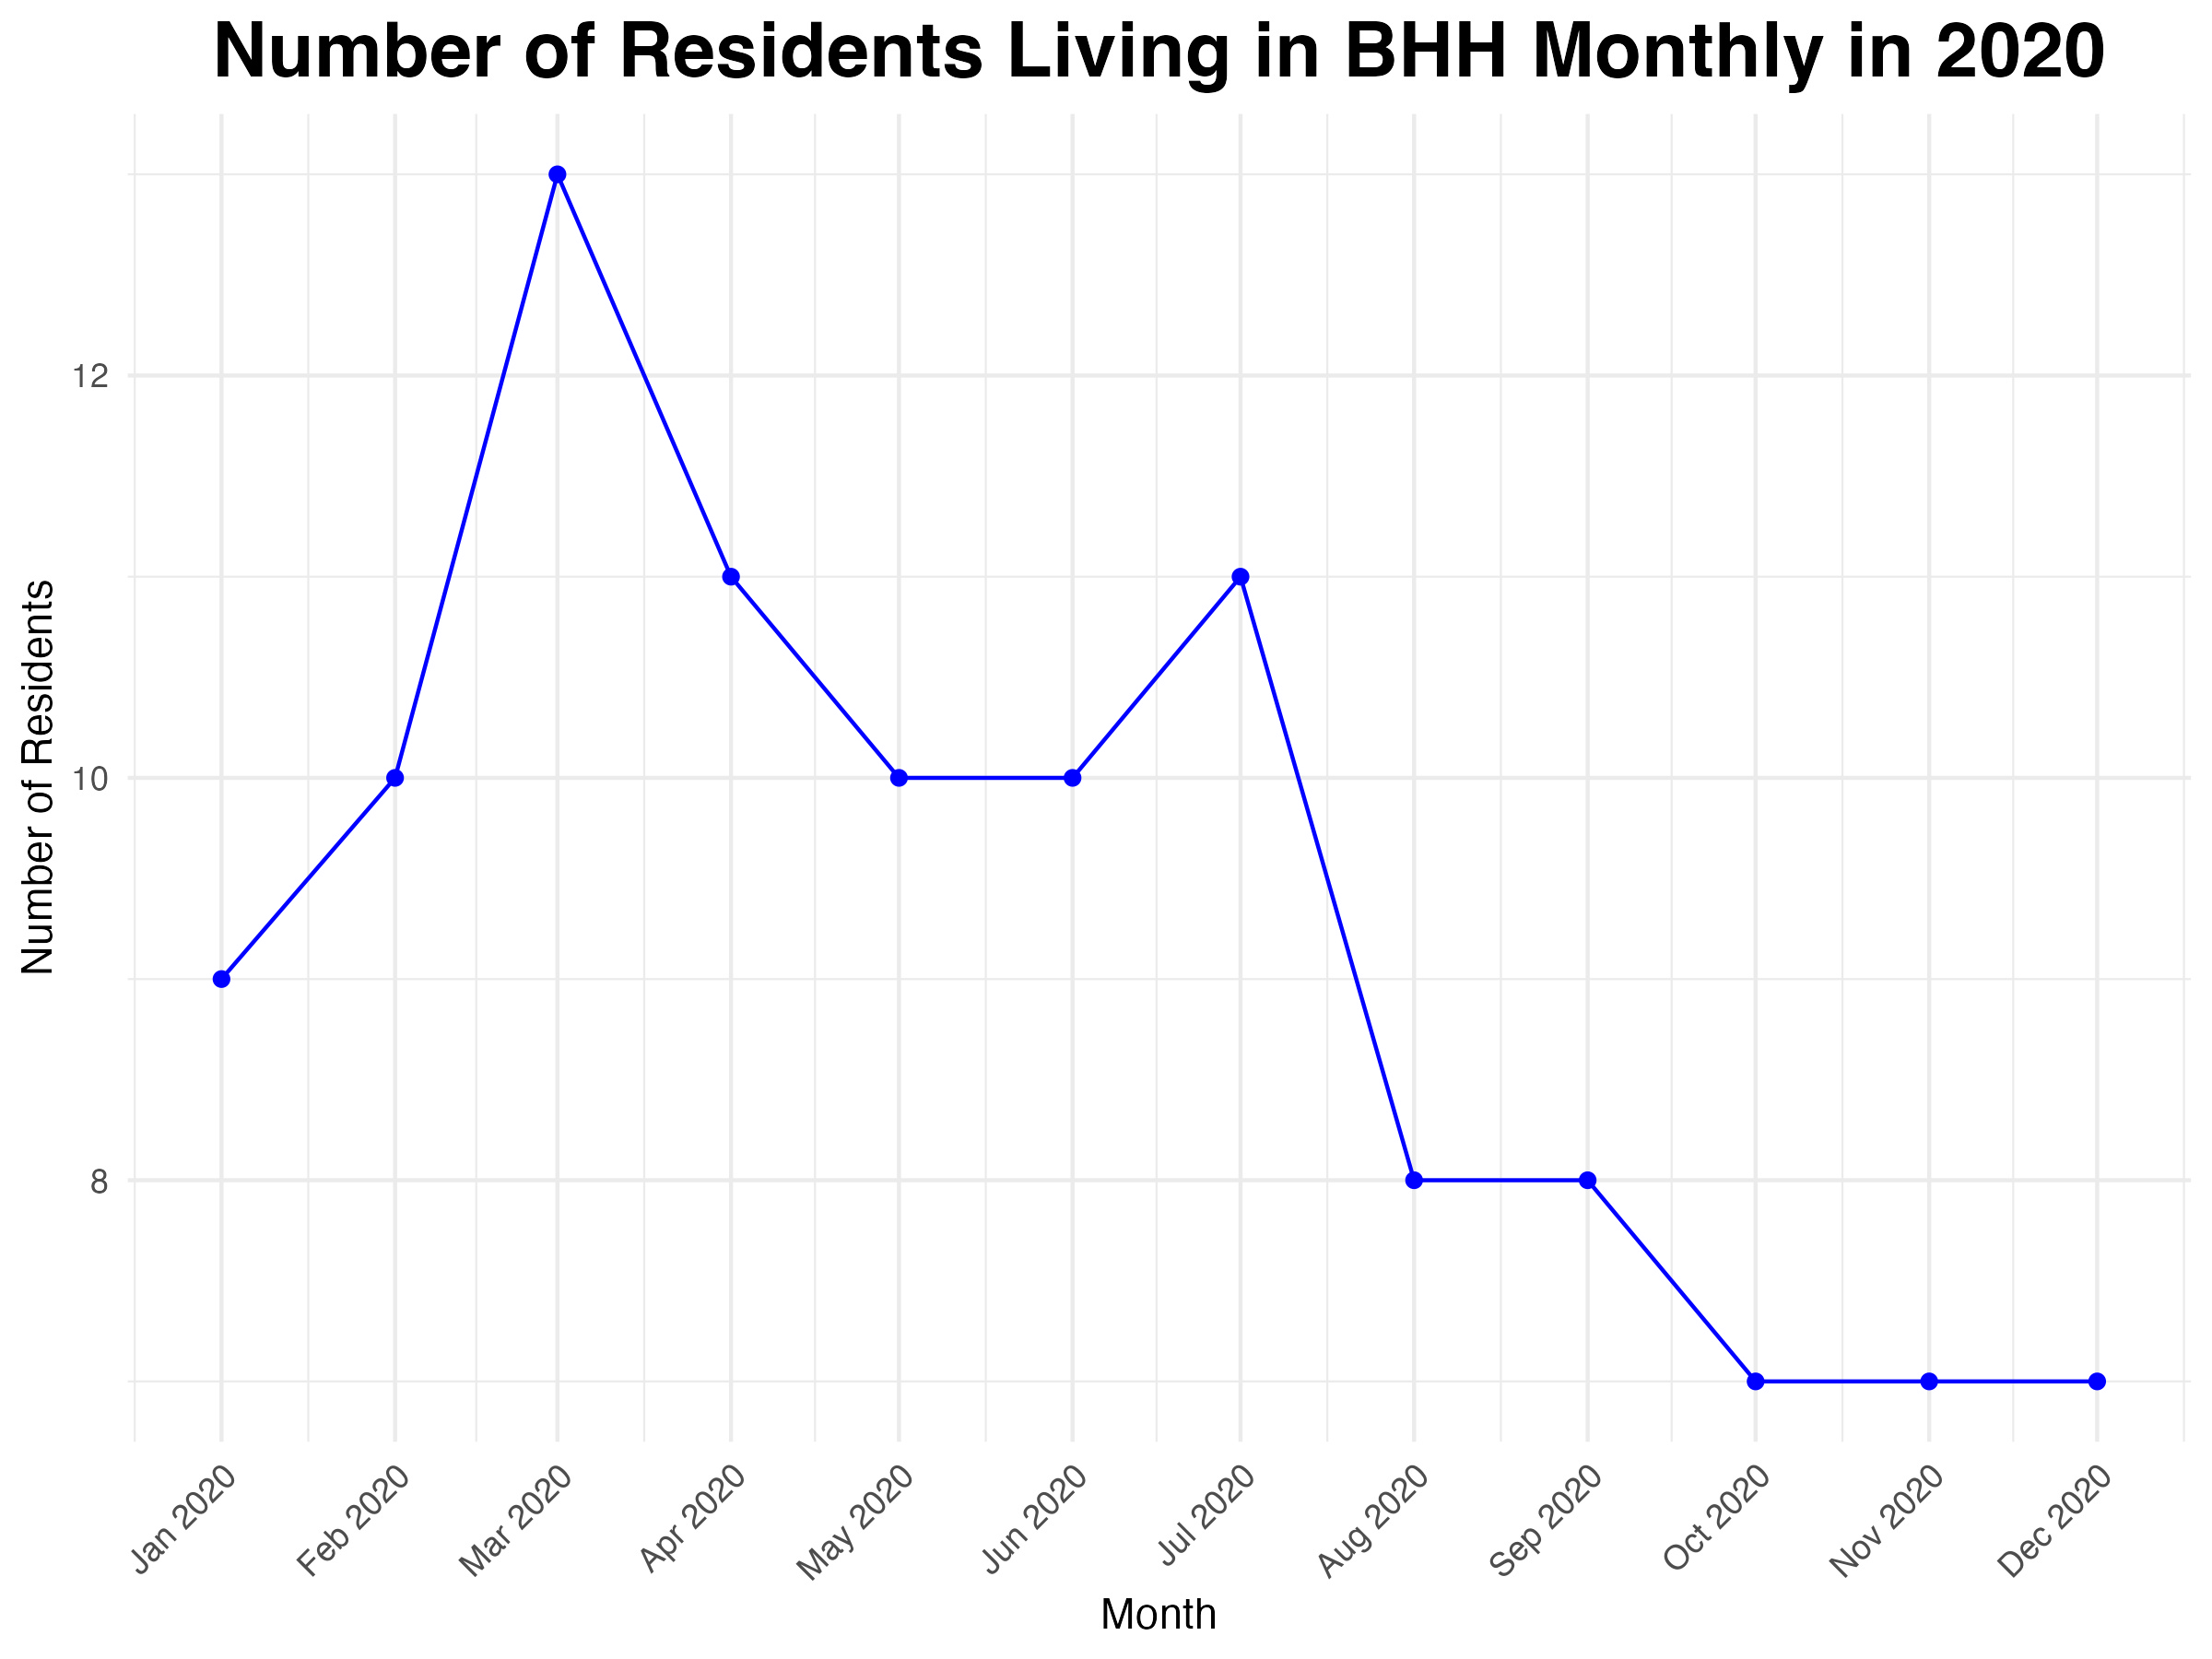 Number of Residents Living in BHH Monthly in 2020
Number of Residents
12
10
8
Jan 2020
Feb 2020
Mar 2020
Apr 2020
May 2020
Jun 2020
Jul 2020
Aug 2020
Sep 2020
Oct 2020
Nov 2020
Dec 2020
Month